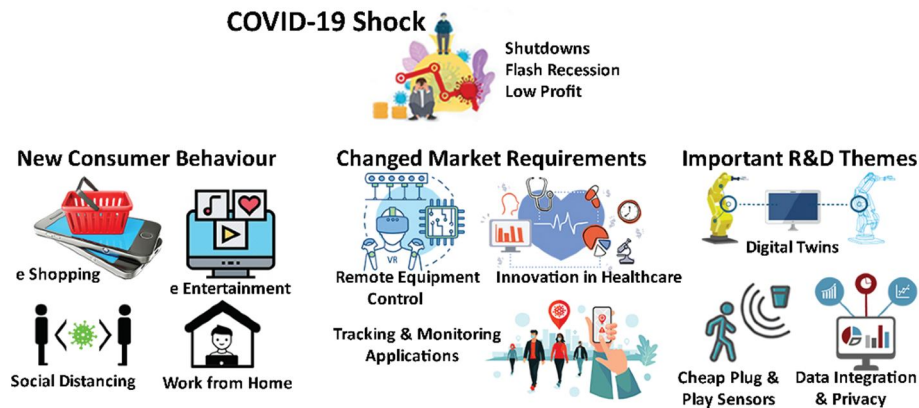 COVID-19 Shock
Shutdowns
Flash Recession
Low Profit
New Consumer Behaviour
e Shopping
e Entertainment
Social Distancing
Work from Home
Changed Market Requirements
VR
Remote Equipment
Control
Innovation in Healthcare
Tracking & Monitoring
Applications
Important R&D Themes
Digital Twins
Cheap Plug &
Play Sensors
Data Integration
& Privacy